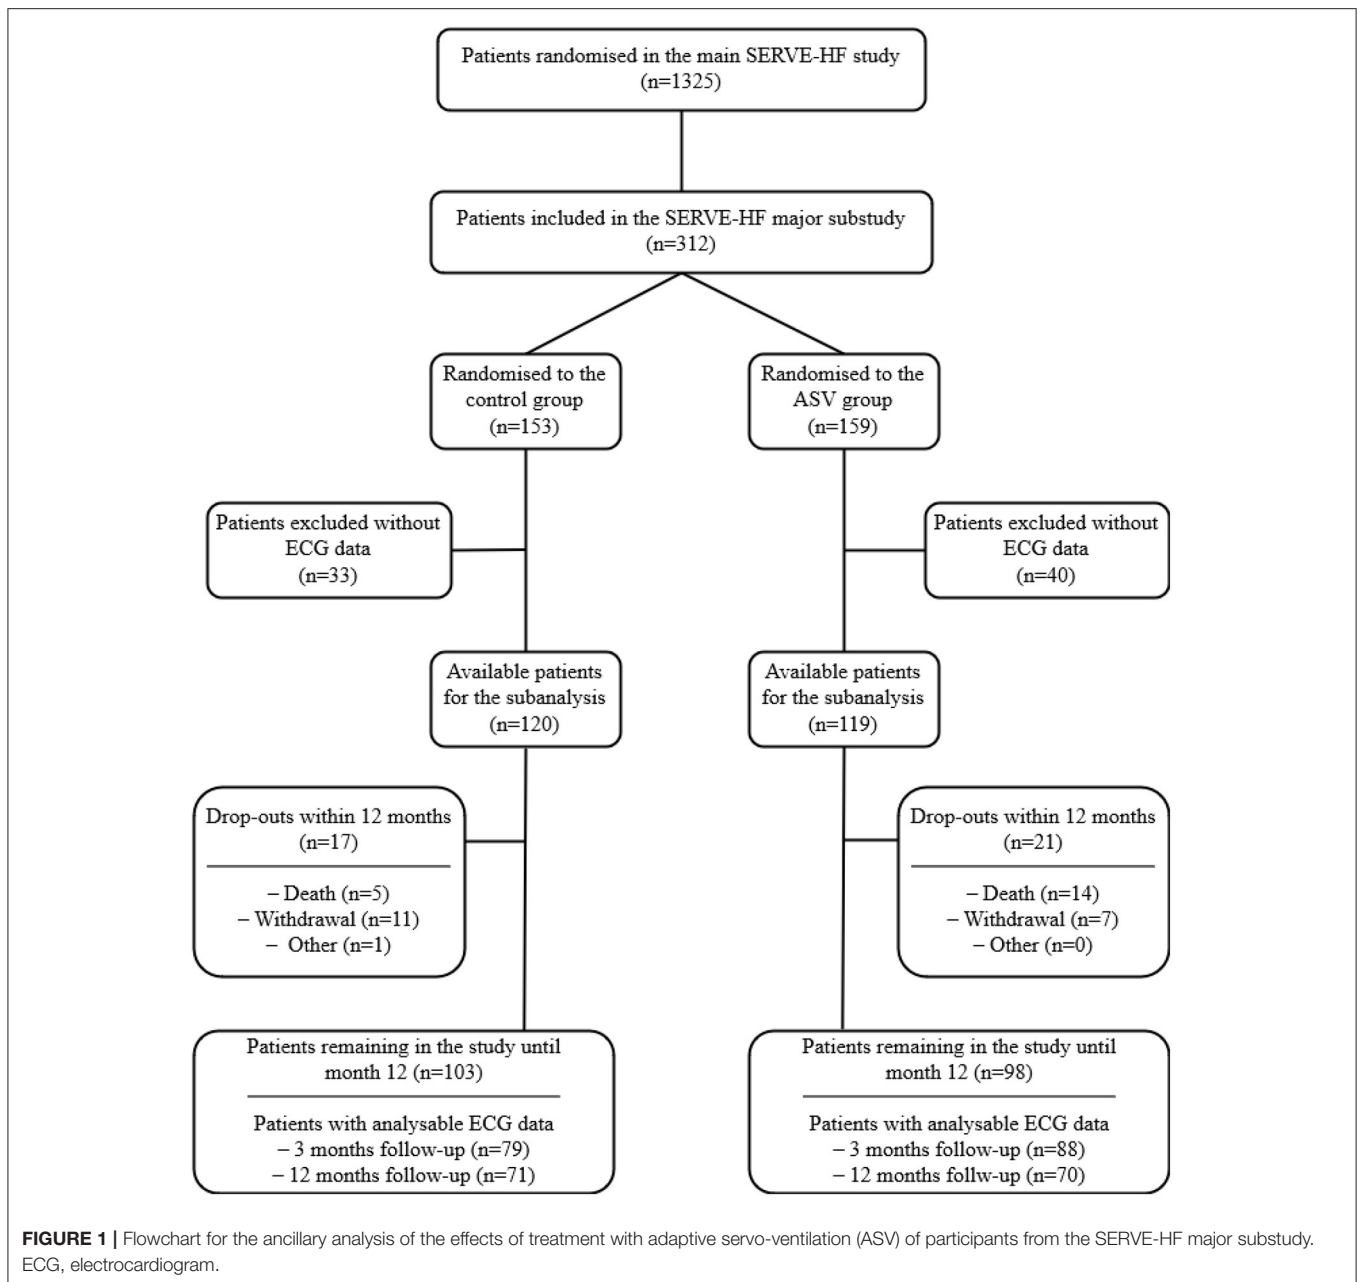 Patients randomised in the main SERVE-HF study
(n=1325)
Patients included in the SERVE-HF major substudy
(n=312)
Randomised to the
control group
(n=153)
Randomised to the
ASV group
(n=159)
Patients excluded without
ECG data
(n=33)
Patients excluded without
ECG data
(n=40)
Available patients
for the subanalysis
(n=120)
Available patients
for the subanalysis
(n=119)
Drop-outs within 12 months
(n=17)
– Death (n=5)
– Withdrawal (n=11)
– Other (n=1)
Drop-outs within 12 months
(n=21)
– Death (n=14)
– Withdrawal (n=7)
– Other (n=0)
Patients remaining in the study until
month 12 (n=103)
Patients with analysable ECG data
– 3 months follow-up (n=79)
– 12 months follow-up (n=71)
Patients remaining in the study until
month 12 (n=98)
Patients with analysable ECG data
– 3 months follow-up (n=88)
– 12 months follw-up (n=70)
FIGURE 1 | Flowchart for the ancillary analysis of the effects of treatment with adaptive servo-ventilation (ASV) of participants from the SERVE-HF major substudy.
ECG, electrocardiogram.